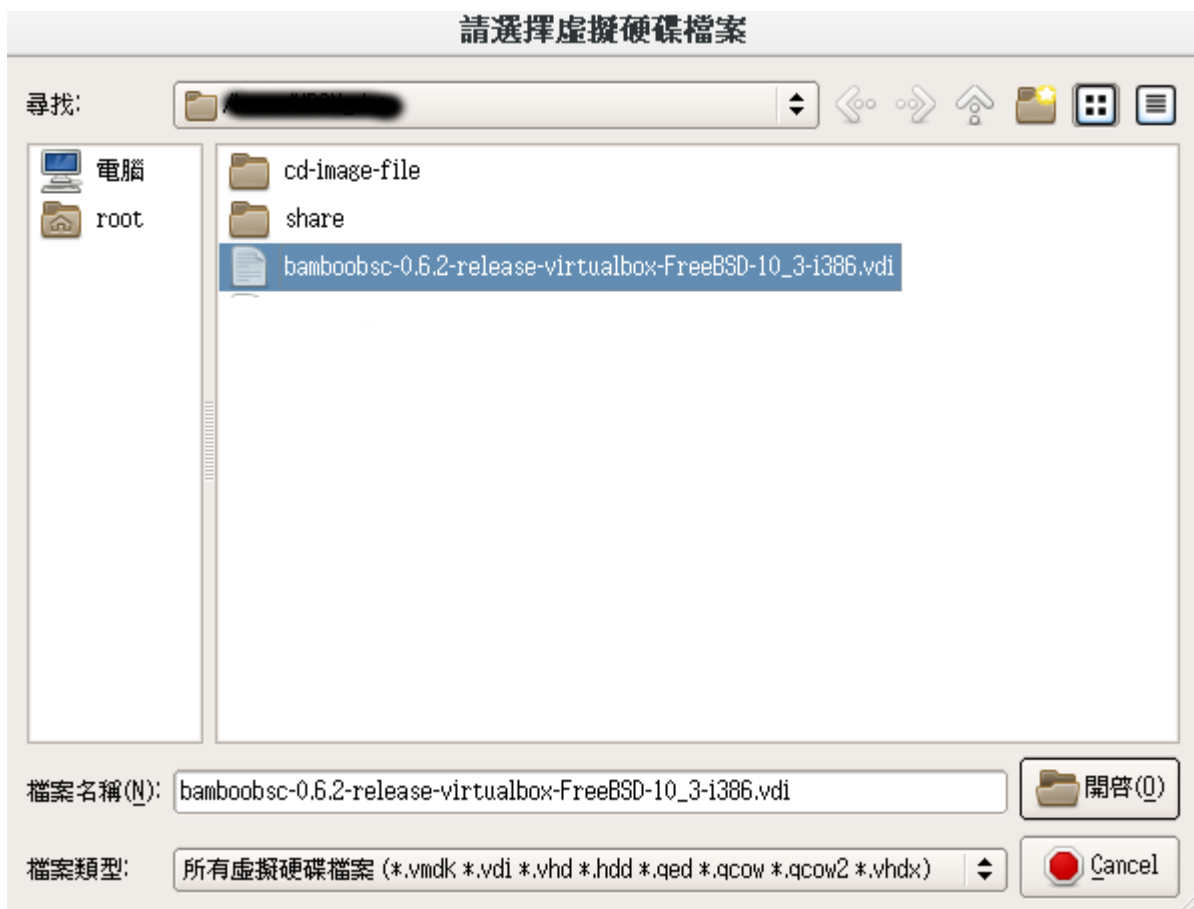 請選擇虛擬硬碟檔案
尋找:
電腦
root
cd-image-file
share
bamboobsc-0.6.2-release-virtualbox-FreeBSD-10_3-i386.vdi
檔案名稱(N): bamboobsc-0.6.2-release-virtualbox-FreeBSD-10_3-i386.vdi 開啓(O)
檔案類型: 所有虛擬硬碟檔案 (*.vmdk *.vdi *.vhd *.hdd *.qed *.qcow *.qcow2 *.vhdx) Cancel